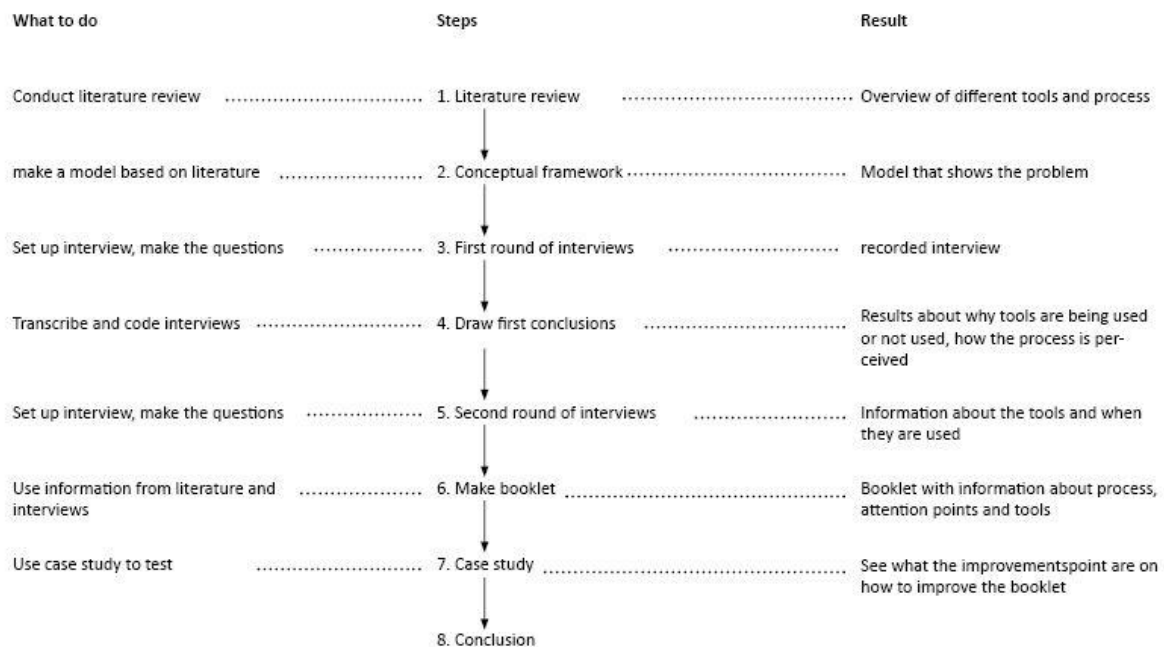 What to do Steps Result
Conduct literature review 1. Literature review Overview of different tools and process
make a model based on literature 2. Conceptual framework Model that shows the problem
Set up interview, make the questions 3. First round of interviews recorded interview
Transcribe and code interviews 4. Draw first conclusions Results about why tools are being used
or not used, how the process is per-
ceived
Set up interview, make the questions 5. Second round of interviews Information about the tools and when
they are used
Use information from literature and 6. Make booklet Booklet with information about process,
interviews attention points and tools
Use case study to test 7. Case study See what the improvementspoint are on
how to improve the booklet
8. Conclusion